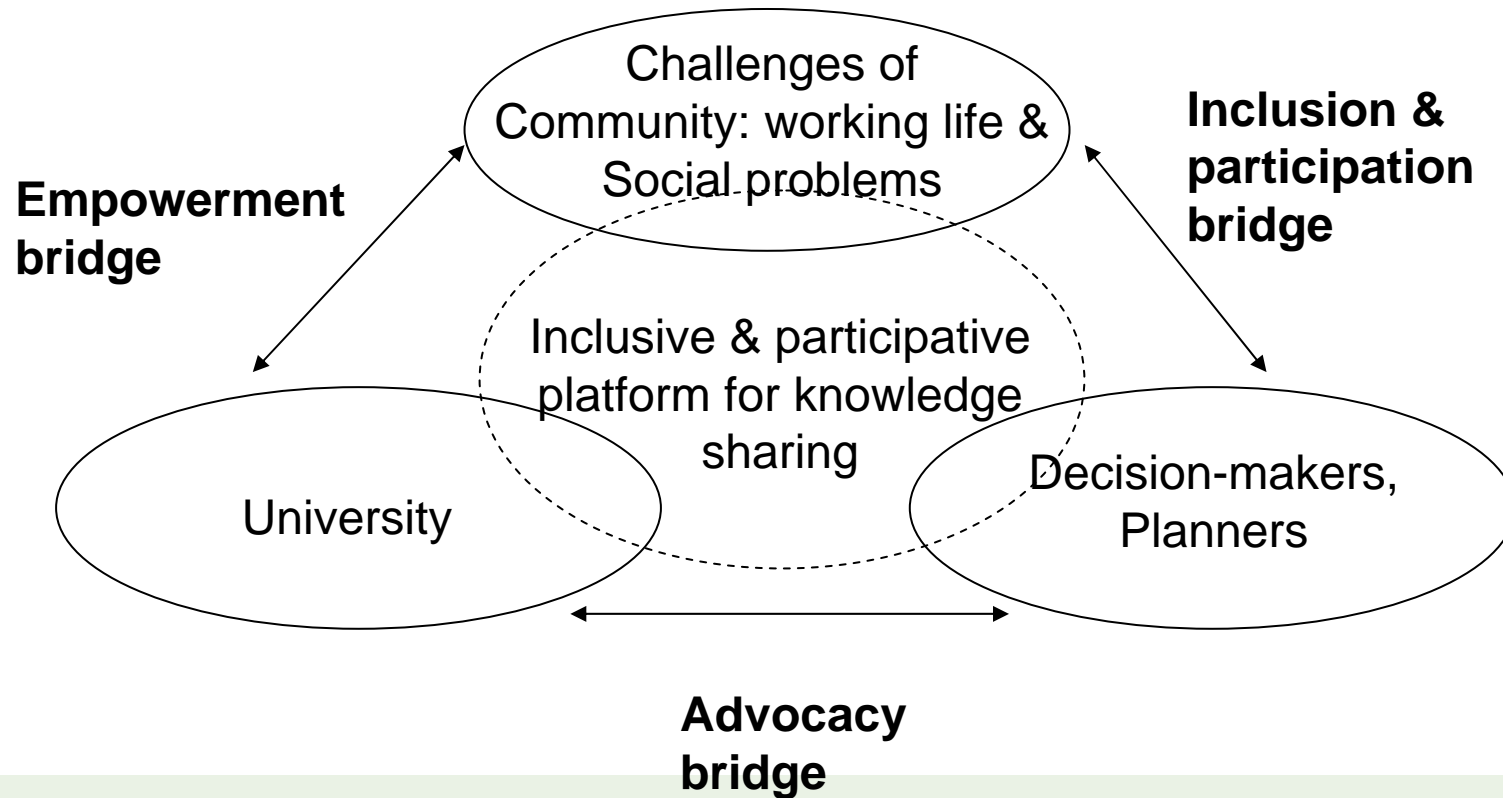 Challenges of
Community: working life &
Social problems
Inclusion &
participation
bridge
Empowerment
bridge
Inclusive & participative
platform for knowledge
sharing
University
Decision-makers,
Planners
Advocacy
bridge